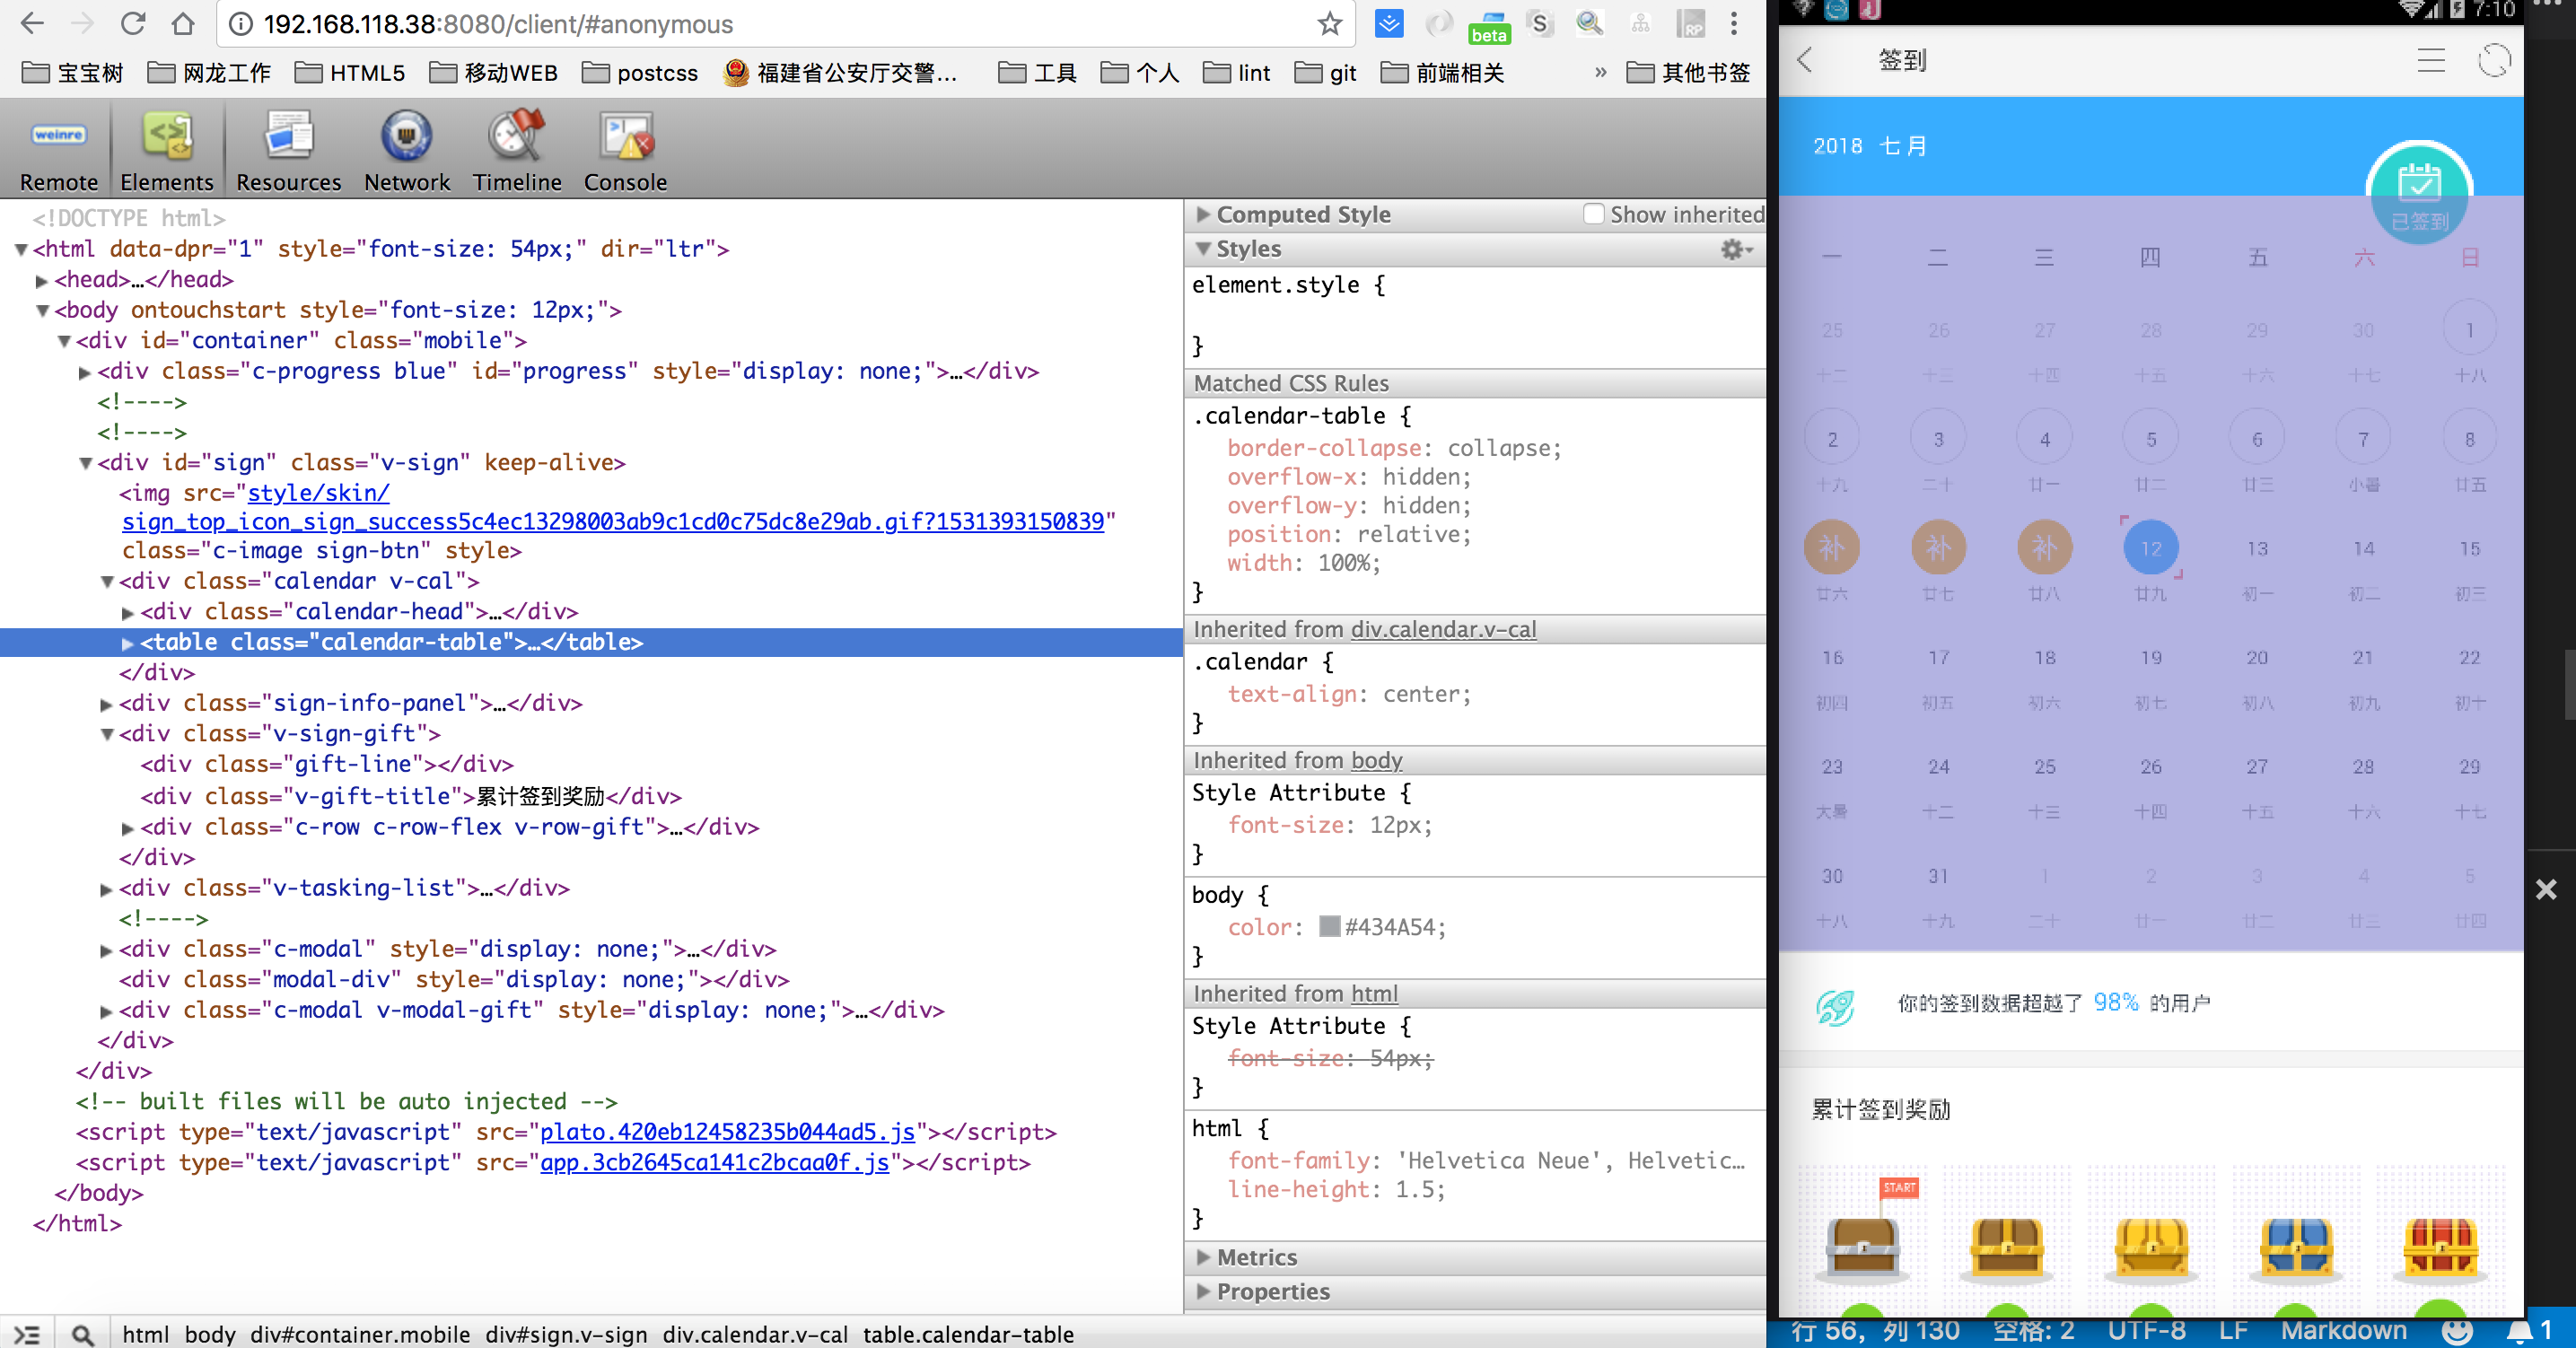 192.168.118.38:8080/client/#anonymous
beta
S
RP
宝宝树 网龙工作 HTML5 移动WEB postcss 福建省公安厅交警... 工具 个人 lint git 前端相关 » 其他书签
weinre
Remote Elements Resources Network Timeline Console
<!DOCTYPE html>
<html data-dpr="1" style="font-size: 54px;" dir="ltr">
<head>…</head>
<body ontouchstart style="font-size: 12px;">
<div id="container" class="mobile">
<div class="c-progress blue" id="progress" style="display: none;">…</div>
<!---->
<!---->
<div id="sign" class="v-sign" keep-alive>
<img src="style/skin/
sign_top_icon_sign_success5c4ec13298003ab9c1cd0c75dc8e29ab.gif?1531393150839"
class="c-image sign-btn" style>
<div class="calendar v-cal">
<div class="calendar-head">…</div>
<table class="calendar-table">…</table>
</div>
<div class="sign-info-panel">…</div>
<div class="v-sign-gift">
<div class="gift-line"></div>
<div class="v-gift-title">累计签到奖励</div>
<div class="c-row c-row-flex v-row-gift">…</div>
</div>
<div class="v-tasking-list">…</div>
<!---->
<div class="c-modal" style="display: none;">…</div>
<div class="modal-div" style="display: none;"></div>
<div class="c-modal v-modal-gift" style="display: none;">…</div>
</div>
</div>
<!-- built files will be auto injected -->
<script type="text/javascript" src="plato.420eb12458235b044ad5.js"></script>
<script type="text/javascript" src="app.3cb2645ca141c2bcaa0f.js"></script>
</body>
</html>
html body div#container.mobile div#sign.v-sign div.calendar.v-cal table.calendar-table
Computed Style Show inherited
Styles
element.style {
}
Matched CSS Rules
.calendar-table {
border-collapse: collapse;
overflow-x: hidden;
overflow-y: hidden;
position: relative;
width: 100%;
}
Inherited from div.calendar.v-cal
.calendar {
text-align: center;
}
Inherited from body
Style Attribute {
font-size: 12px;
}
body {
color: #434A54;
}
Inherited from html
Style Attribute {
font-size: 54px;
}
html {
font-family: 'Helvetica Neue', Helvetic…
line-height: 1.5;
}
Metrics
Properties
7:10
签到
2018 七月
已签到
一 二 三 四 五 六 日
25 26 27 28 29 30 1
十二 十三 十四 十五 十六 十七 十八
2 3 4 5 6 7 8
十九 二十 廿一 廿二 廿三 小暑 廿五
补 补 补 12 13 14 15
廿六 廿七 廿八 廿九 初一 初二 初三
16 17 18 19 20 21 22
初四 初五 初六 初七 初八 初九 初十
23 24 25 26 27 28 29
大暑 十二 十三 十四 十五 十六 十七
30 31 1 2 3 4 5
十八 十九 二十 廿一 廿二 廿三 廿四
你的签到数据超越了 98% 的用户
累计签到奖励
START
行 56，列 130 空格: 2 UTF-8 LF Markdown 1